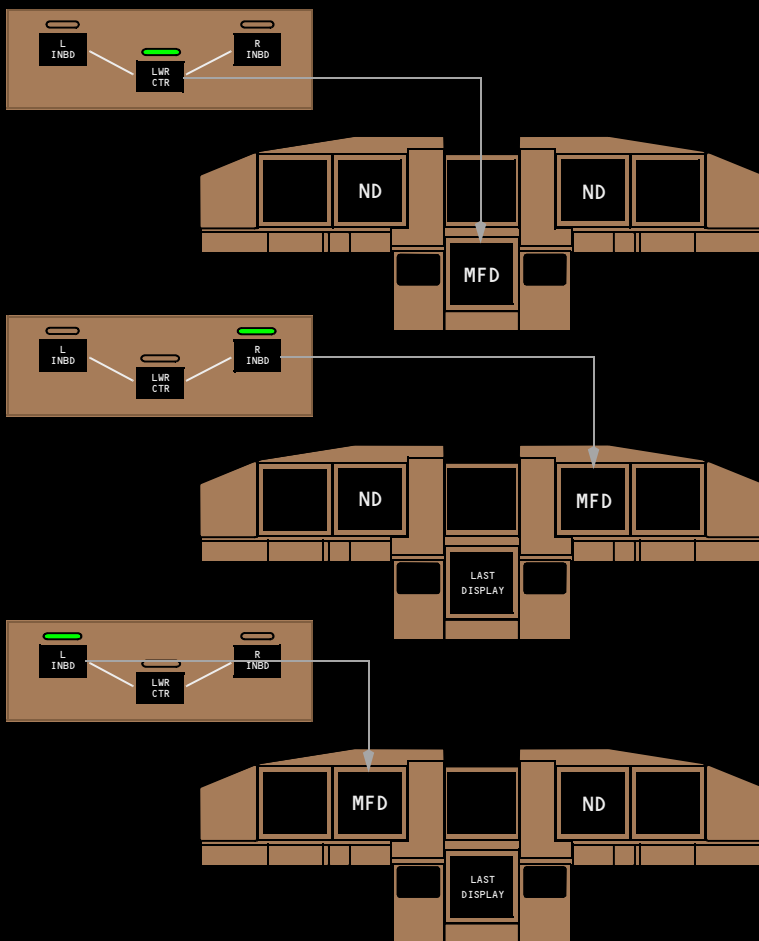 L
INBD
R
INBD
LWR
CTR
ND
ND
MFD
L
INBD
R
INBD
LWR
CTR
ND
MFD
LAST
DISPLAY
L
INBD
R
INBD
LWR
CTR
MFD
ND
LAST
DISPLAY